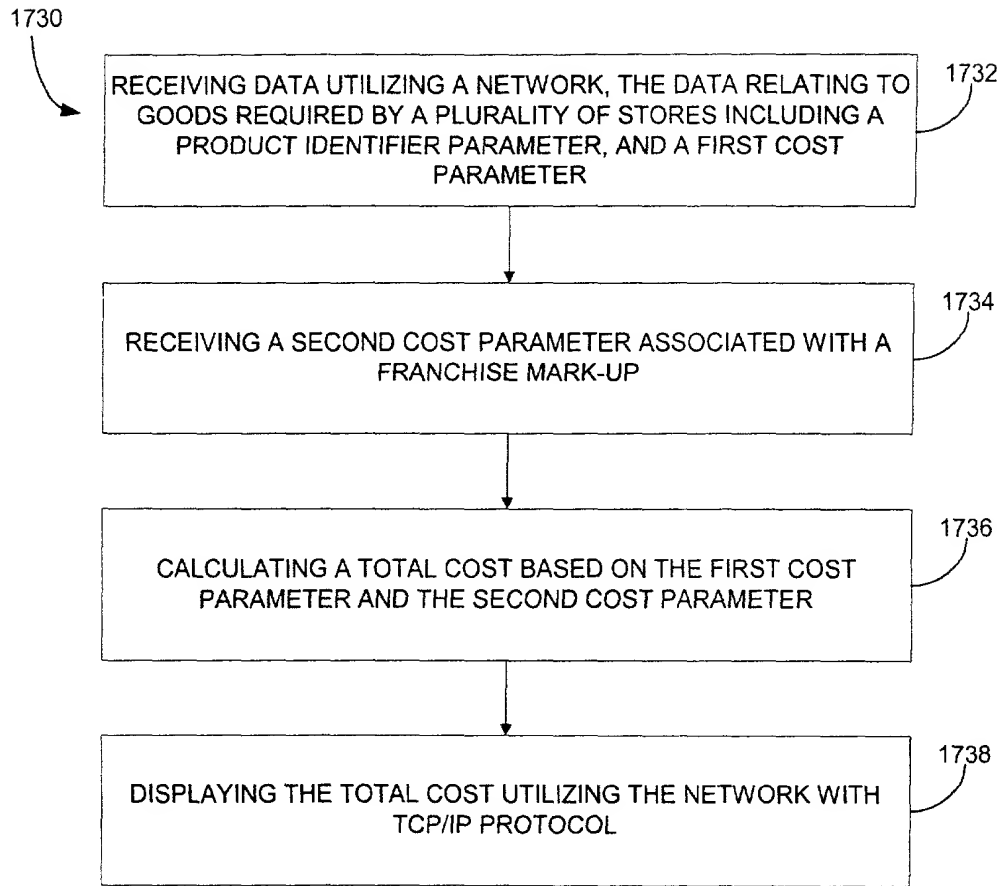 1730
RECEIVING DATA UTILIZING A NETWORK, THE DATA RELATING TO
GOODS REQUIRED BY A PLURALITY OF STORES INCLUDING A
PRODUCT IDENTIFIER PARAMETER, AND A FIRST COST
PARAMETER
1732
RECEIVING A SECOND COST PARAMETER ASSOCIATED WITH A
FRANCHISE MARK-UP
1734
CALCULATING A TOTAL COST BASED ON THE FIRST COST
PARAMETER AND THE SECOND COST PARAMETER
1736
DISPLAYING THE TOTAL COST UTILIZING THE NETWORK WITH
TCP/IP PROTOCOL
1738